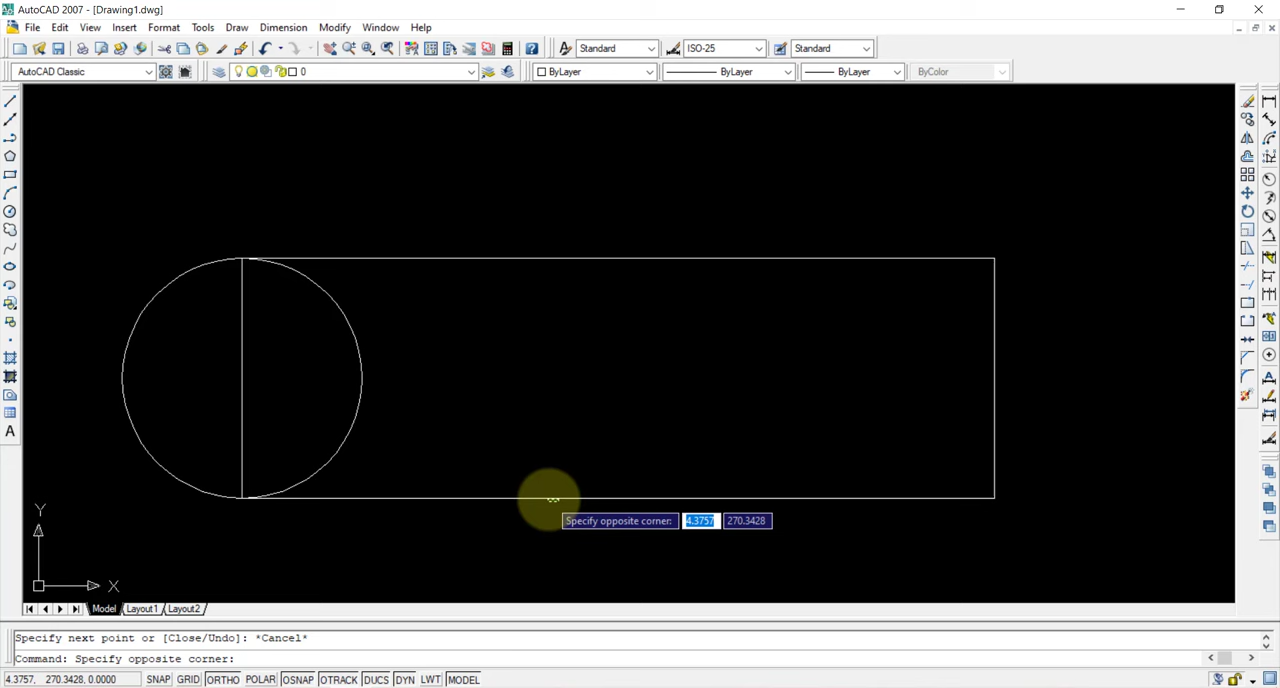 AutoCAD 2007 - [Drawing1.dwg]
File Edit View Insert Format Tools Draw Dimension Modify Window Help
Standard ISO-25 Standard
AutoCAD Classic 0 ByLayer ByLayer ByLayer ByColor
A
Specify opposite corner: 4.3757 270.3428
Y
X
Model Layout1 Layout2
Specify next point or [Close/Undo]: *Cancel*
Command: Specify opposite corner:
4.3757, 270.3428, 0.0000 SNAP GRID ORTHO POLAR OSNAP OTRACK DUCS DYN LWT MODEL